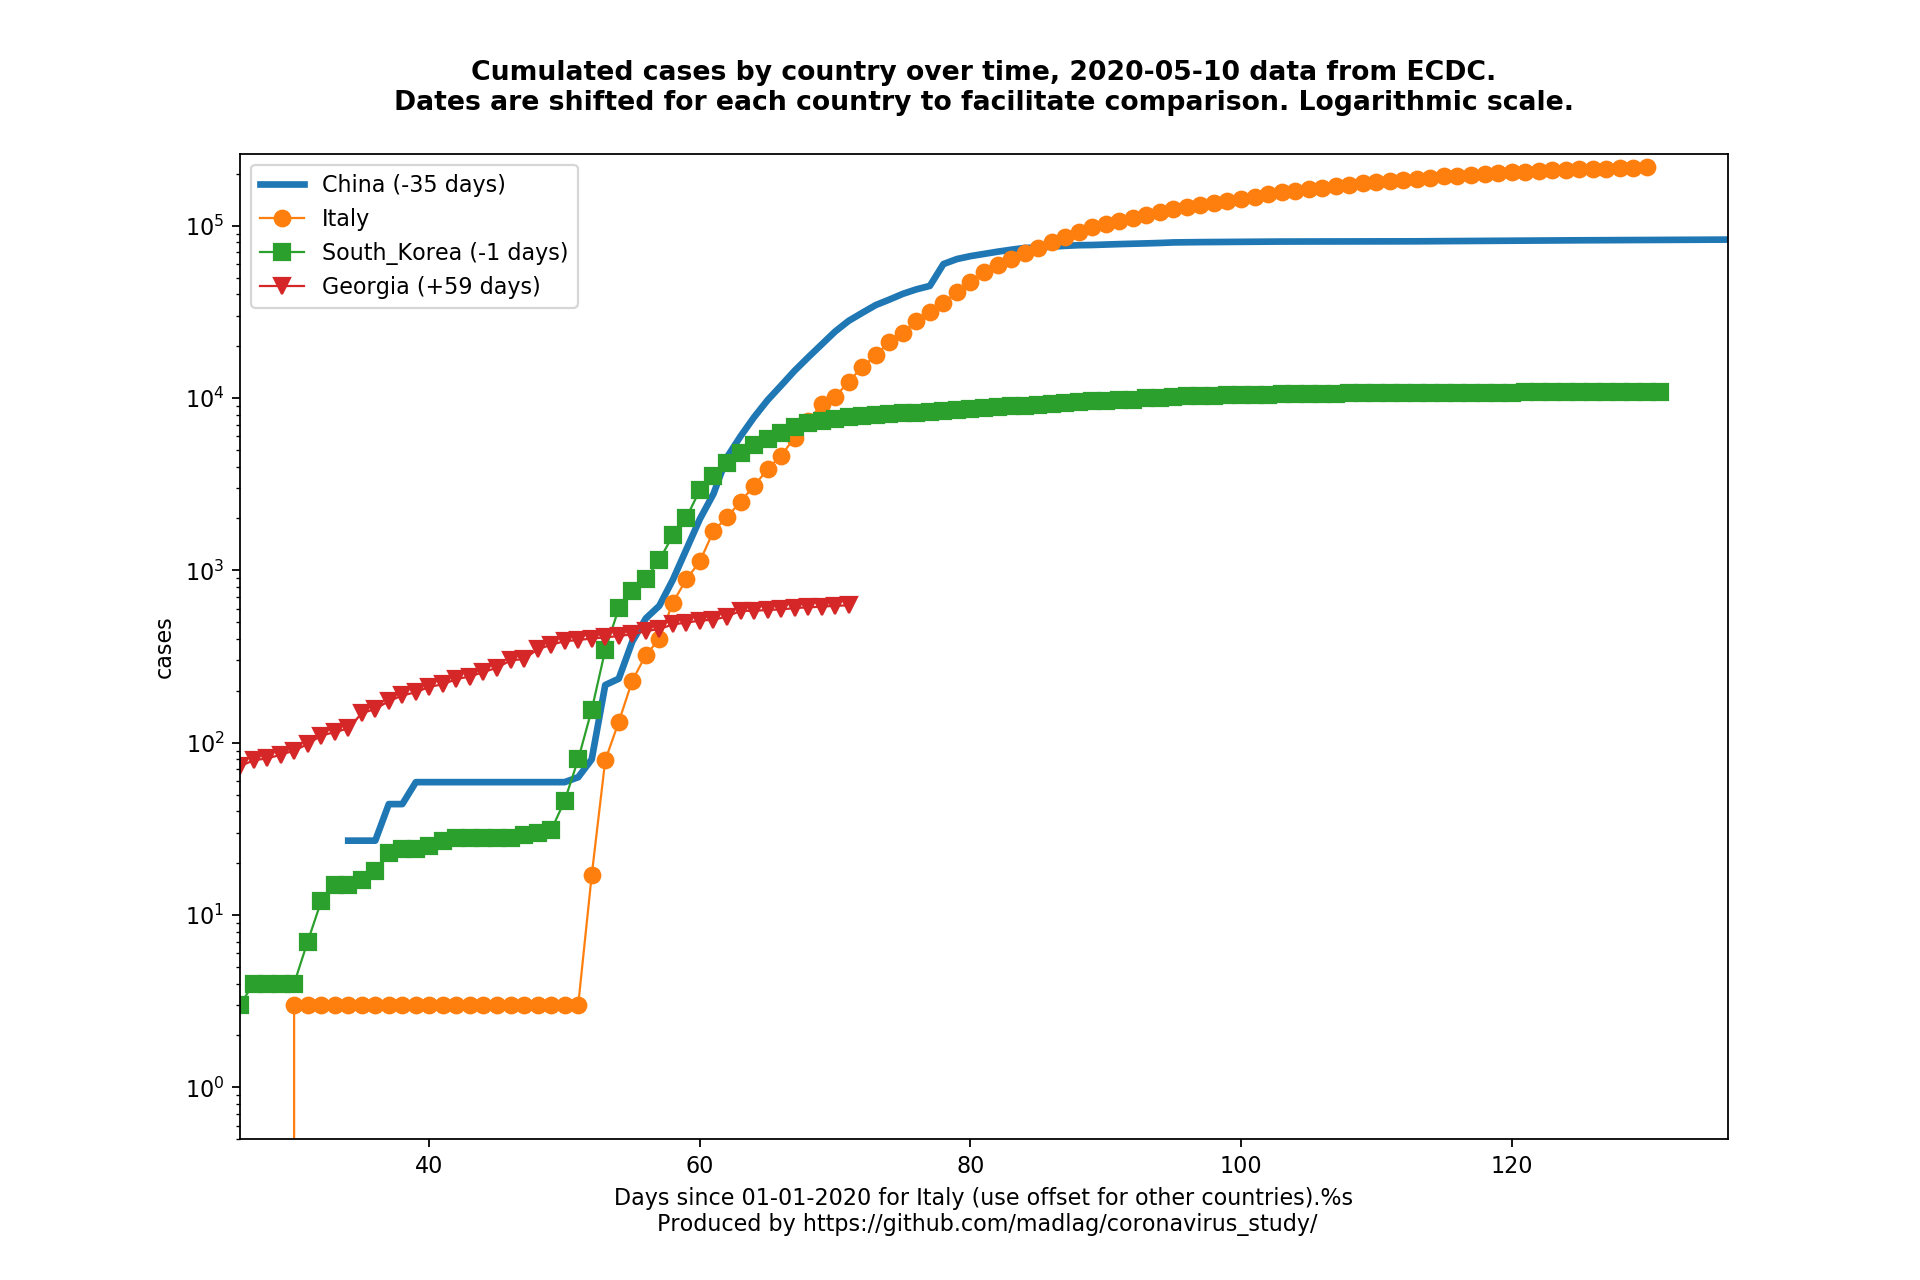 Cumulated cases by country over time, 2020-05-10 data from ECDC.
Dates are shifted for each country to facilitate comparison. Logarithmic scale.
China (-35 days)
Italy
South_Korea (-1 days)
Georgia (+59 days)
10^5
10^4
10^3
10^2
10^1
10^0
cases
40 60 80 100 120
Days since 01-01-2020 for Italy (use offset for other countries).%s
Produced by https://github.com/madlag/coronavirus_study/